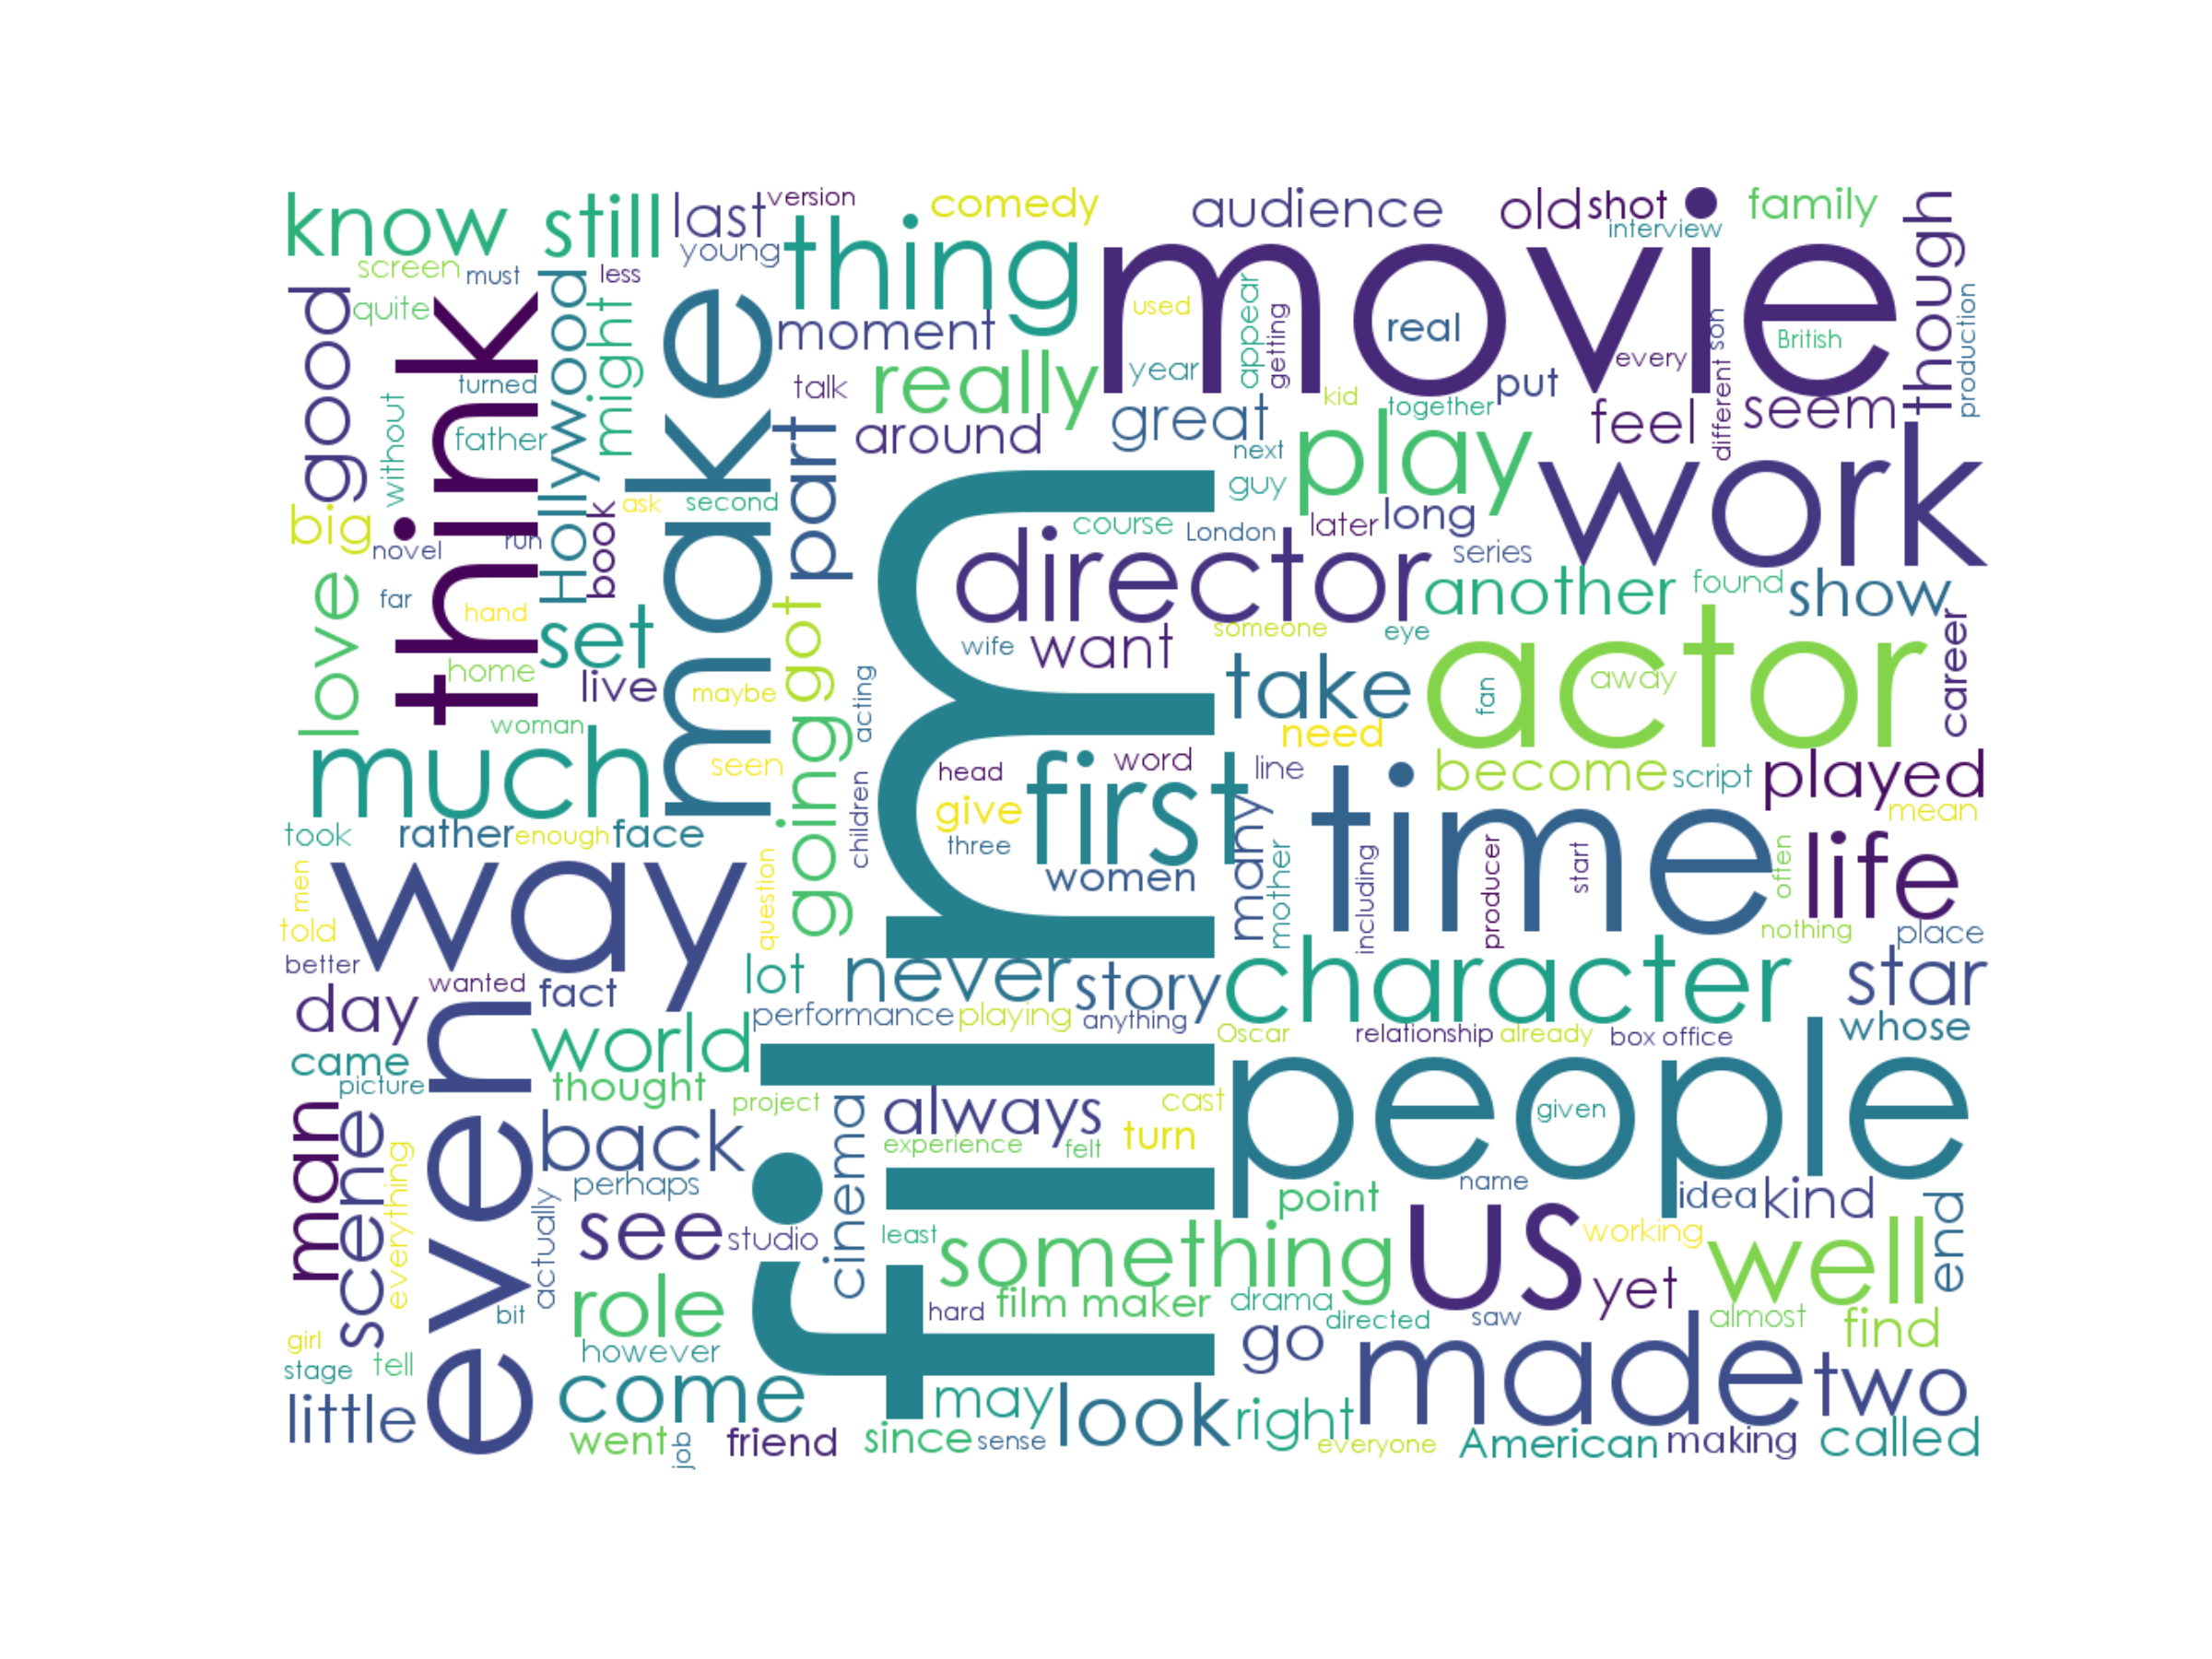 know
still
last
version
young
thing
comedy
audience
old
shot
interview
family
though
movie
screen
must
less
quite
good
think
Hollywood
might
make
moment
used
appear
getting
real
every
different
son
British
production
turned
talk
really
year
kid
together
put
without
father
part
around
great
next
feel
seem
play
work
big
novel
run
book
ask
second
guy
course
London
later
long
series
director
another
found
show
love
far
hand
set
got
wife
want
someone
eye
home
live
maybe
acting
take
actor
fan
away
career
woman
need
much
seen
going
children
head
word
first
line
become
script
played
mean
give
three
women
many
time
took
rather
enough
face
men
way
question
mother
including
producer
start
often
life
told
better
wanted
fact
lot
never
story
character
nothing
place
star
day
even
performance
playing
anything
Oscar
relationship
already
box office
whose
world
came
picture
thought
project
film
people
given
man
scene
everything
back
perhaps
actually
cinema
always
experience
felt
cast
turn
name
point
idea
kind
see
studio
least
something
us
working
well
end
bit
role
hard
film maker
drama
directed
saw
yet
almost
find
girl
stage
tell
however
go
made
two
little
come
may
look
right
went
job
friend
since
sense
everyone
American
making
called